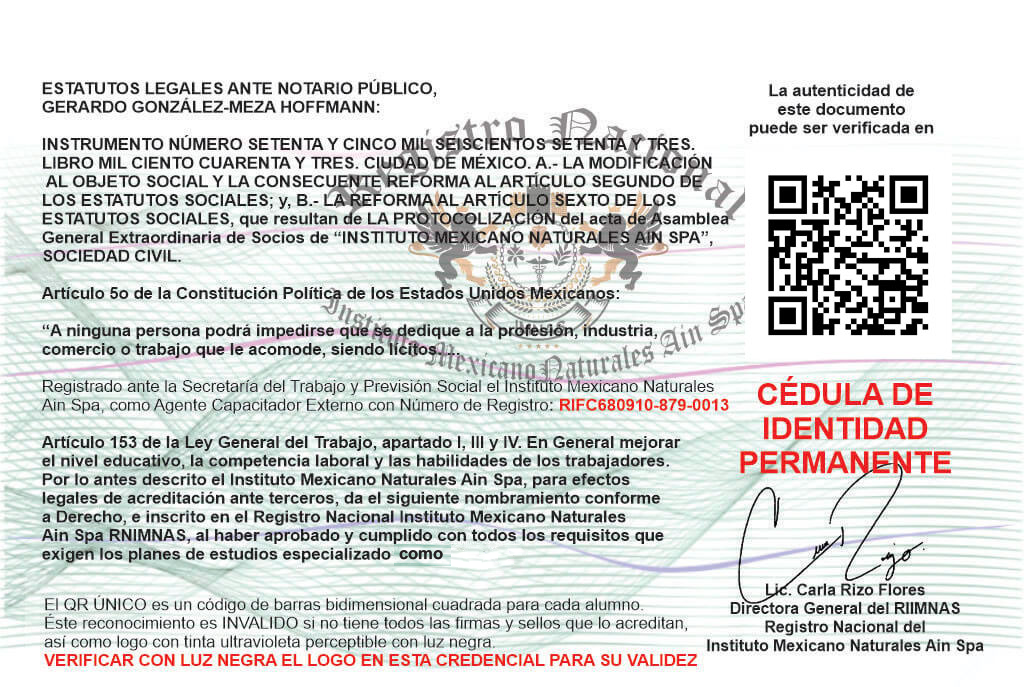 ESTATUTOS LEGALES ANTE NOTARIO PÚBLICO,
GERARDO GONZÁLEZ-MEZA HOFFMANN:
INSTRUMENTO NÚMERO SETENTA Y CINCO MIL SEISCIENTOS SETENTA Y TRES.
LIBRO MIL CIENTO CUARENTA Y TRES. CIUDAD DE MÉXICO. A.- LA MODIFICACIÓN
AL OBJETO SOCIAL Y LA CONSECUENTE REFORMA AL ARTÍCULO SEGUNDO DE
LOS ESTATUTOS SOCIALES; y, B.- LA REFORMA AL ARTÍCULO SEXTO DE LOS
ESTATUTOS SOCIALES, que resultan de LA PROTOCOLIZACIÓN del acta de Asamblea
General Extraordinaria de Socios de “INSTITUTO MEXICANO NATURALES AIN SPA”,
SOCIEDAD CIVIL.
Artículo 5o de la Constitución Política de los Estados Unidos Mexicanos:
“A ninguna persona podrá impedirse que se dedique a la profesión, industria,
comercio o trabajo que le acomode, siendo lícitos....
Registrado ante la Secretaría del Trabajo y Previsión Social el Instituto Mexicano Naturales
Ain Spa, como Agente Capacitador Externo con Número de Registro: RIFC680910-879-0013
Artículo 153 de la Ley General del Trabajo, apartado I, III y IV. En General mejorar
el nivel educativo, la competencia laboral y las habilidades de los trabajadores.
Por lo antes descrito el Instituto Mexicano Naturales Ain Spa, para efectos
legales de acreditación ante terceros, da el siguiente nombramiento conforme
a Derecho, e inscrito en el Registro Nacional Instituto Mexicano Naturales
Ain Spa RNIMNAS, al haber aprobado y cumplido con todos los requisitos que
exigen los planes de estudios especializado como
El QR ÚNICO es un código de barras bidimensional cuadrada para cada alumno.
Éste reconocimiento es INVALIDO si no tiene todos las firmas y sellos que lo acreditan,
así como logo con tinta ultravioleta perceptible con luz negra.
VERIFICAR CON LUZ NEGRA EL LOGO EN ESTA CREDENCIAL PARA SU VALIDEZ
Registro Nacional
Instituto Mexicano Naturales Ain Spa
La autenticidad de
este documento
puede ser verificada en
CÉDULA DE
IDENTIDAD
PERMANENTE
Lic. Carla Rizo Flores
Directora General del RIIMNAS
Registro Nacional del
Instituto Mexicano Naturales Ain Spa